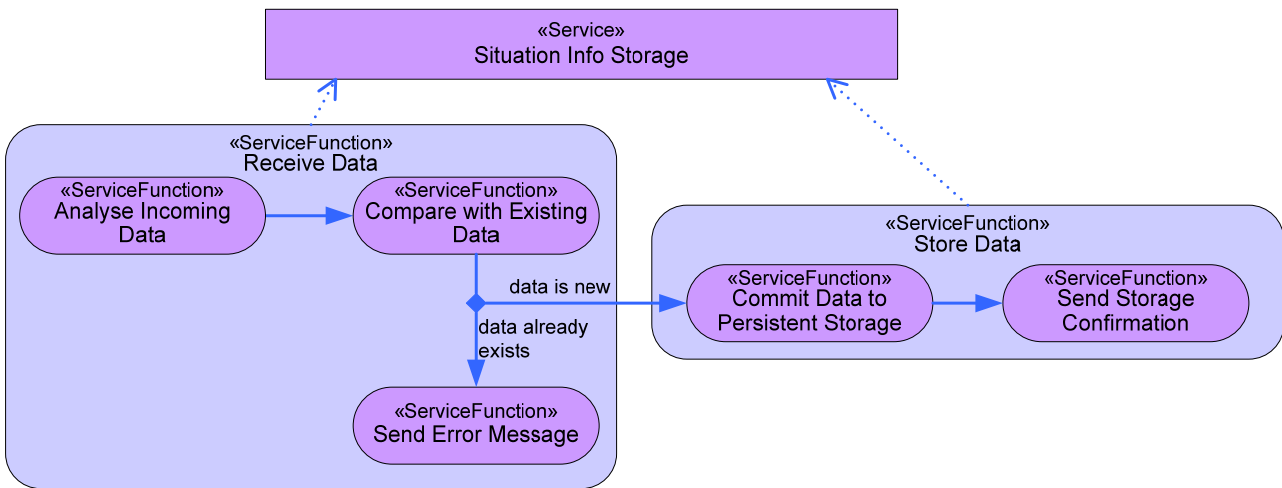 «Service»
Situation Info Storage
«ServiceFunction»
Receive Data
«ServiceFunction»
Analyse Incoming
Data
«ServiceFunction»
Compare with Existing
Data
data is new
data already
exists
«ServiceFunction»
Send Error Message
«ServiceFunction»
Store Data
«ServiceFunction»
Commit Data to
Persistent Storage
«ServiceFunction»
Send Storage
Confirmation